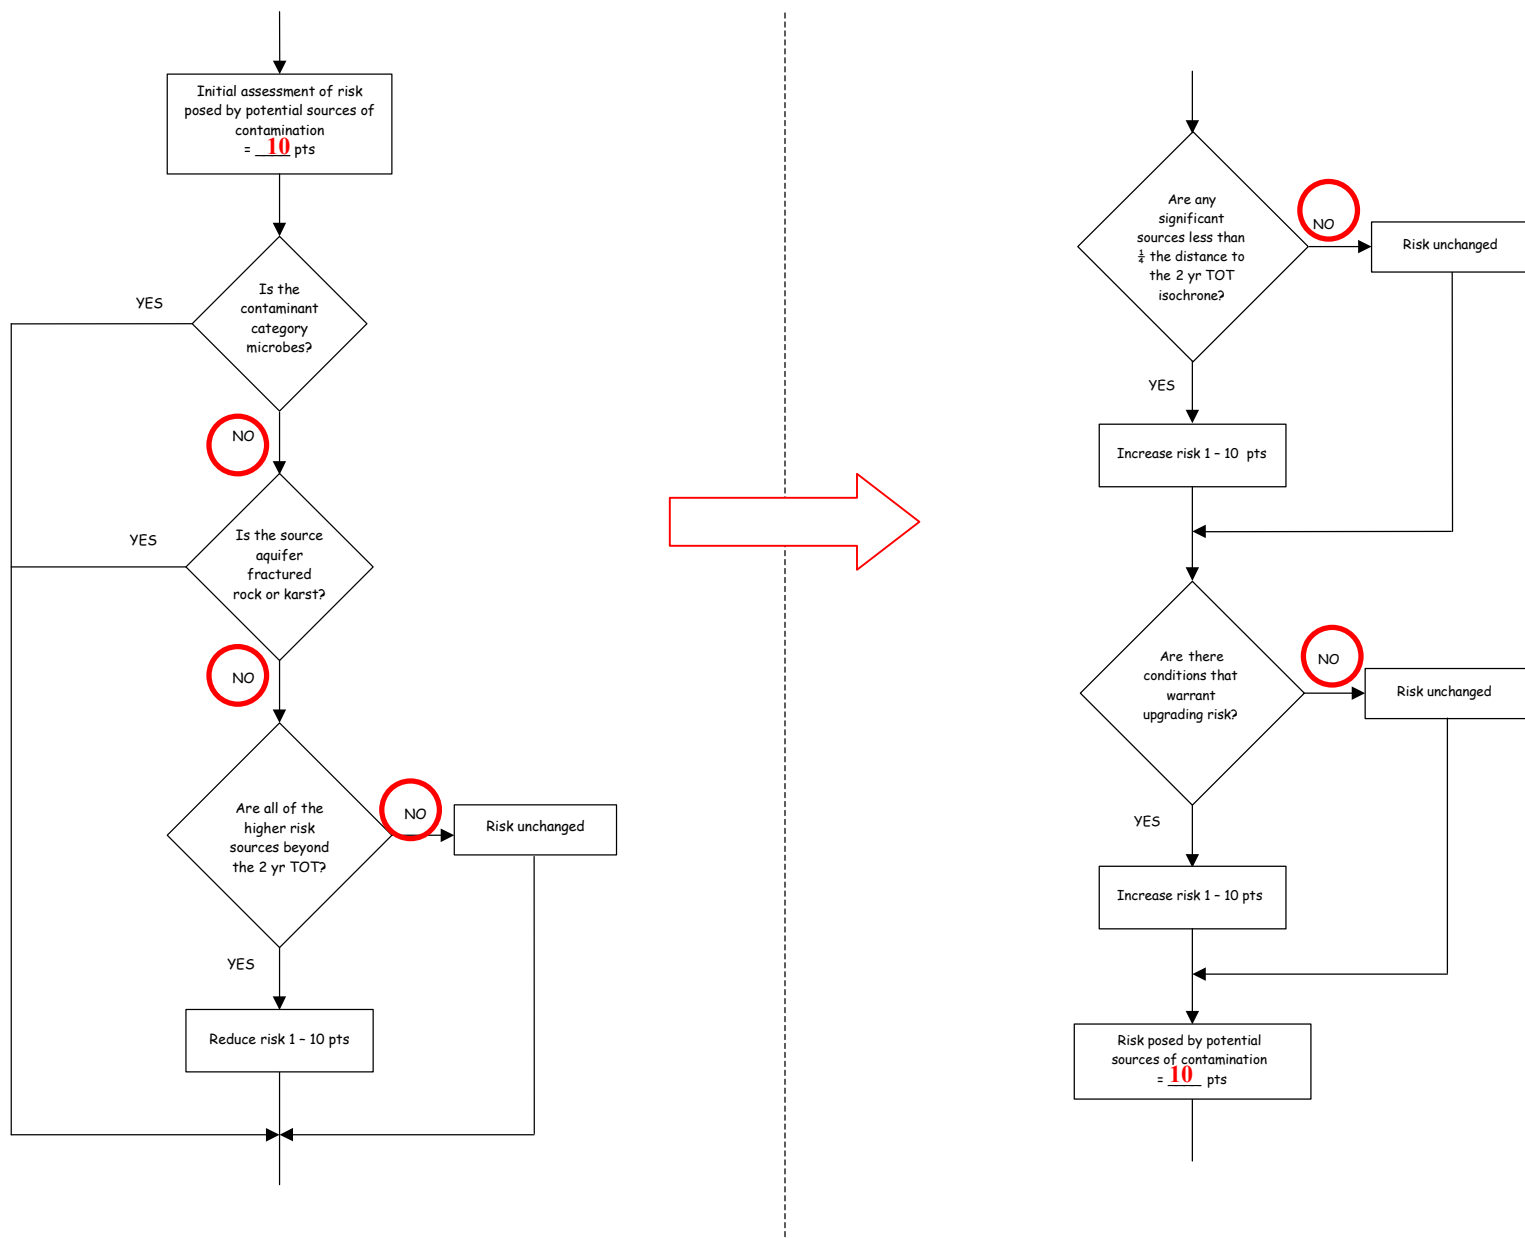 Initial assessment of risk
posed by potential sources of
contamination
= 10 pts
Is the
contaminant
category
microbes?
YES
NO
Is the source
aquifer
fractured
rock or karst?
YES
NO
Are all of the
higher risk
sources beyond
the 2 yr TOT?
NO
Risk unchanged
YES
Reduce risk 1 – 10 pts
Are any
significant
sources less than
¼ the distance to
the 2 yr TOT
isochrone?
NO
Risk unchanged
YES
Increase risk 1 – 10 pts
Are there
conditions that
warrant
upgrading risk?
NO
Risk unchanged
YES
Increase risk 1 – 10 pts
Risk posed by potential
sources of contamination
= 10 pts